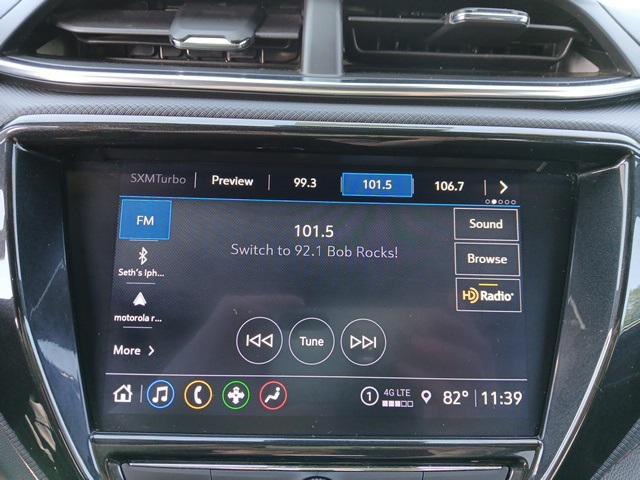 SXMTurbo Preview 99.3 101.5 106.7
FM
101.5
Switch to 92.1 Bob Rocks!
Sound
Browse
HD Radio
Seth's Iph...
motorola r...
More
Tune
1 4G LTE 82° 11:39